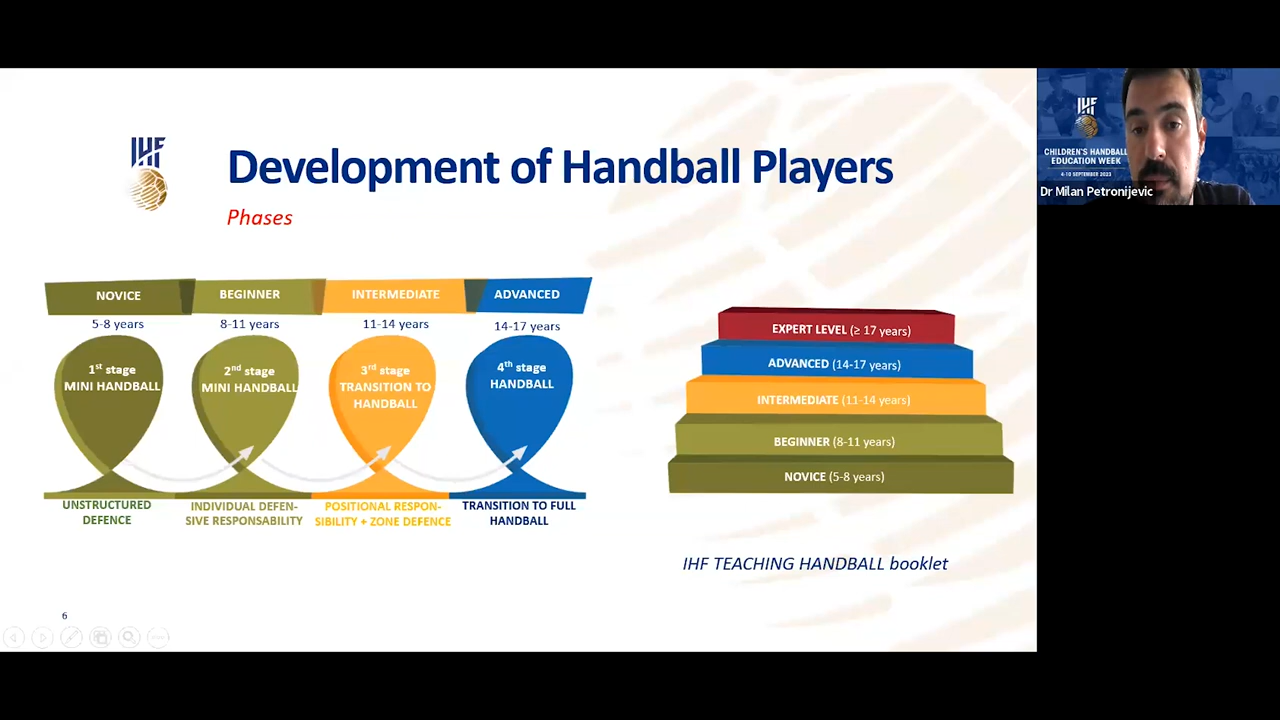 IHF
Development of Handball Players
Phases
NOVICE
BEGINNER
INTERMEDIATE
ADVANCED
5-8 years
8-11 years
11-14 years
14-17 years
1st stage
MINI HANDBALL
2nd stage
MINI HANDBALL
3rd stage
TRANSITION TO
HANDBALL
4th stage
HANDBALL
UNSTRUCTURED
DEFENCE
INDIVIDUAL DEFEN-
SIVE RESPONSABILITY
POSITIONAL RESPON-
SIBILITY + ZONE DEFENCE
TRANSITION TO FULL
HANDBALL
EXPERT LEVEL (≥ 17 years)
ADVANCED (14-17 years)
INTERMEDIATE (11-14 years)
BEGINNER (8-11 years)
NOVICE (5-8 years)
IHF TEACHING HANDBALL booklet
6
IHF
CHILDREN'S HANDBALL
EDUCATION WEEK
4-10 SEPTEMBER 2023
Dr Milan Petronijevic